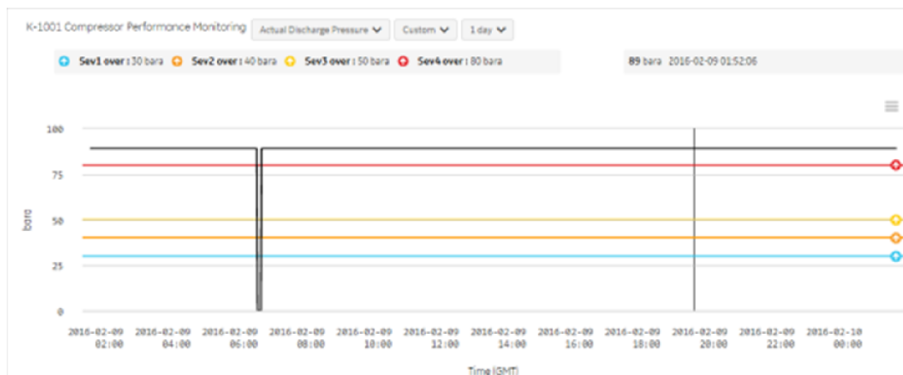 K-1001 Compressor Performance Monitoring Actual Discharge Pressure Custom 1 day
Sev1 over : 30 bara Sev2 over : 40 bara Sev3 over : 50 bara Sev4 over : 80 bara 89 bara 2016-02-09 01:52:06
100
75
50
25
0
bara
2016-02-09 2016-02-09 2016-02-09 2016-02-09 2016-02-09 2016-02-09 2016-02-09 2016-02-09 2016-02-09 2016-02-09 2016-02-09 2016-02-10
02:00 04:00 06:00 08:00 10:00 12:00 14:00 16:00 18:00 20:00 22:00 00:00
Time (GMT)